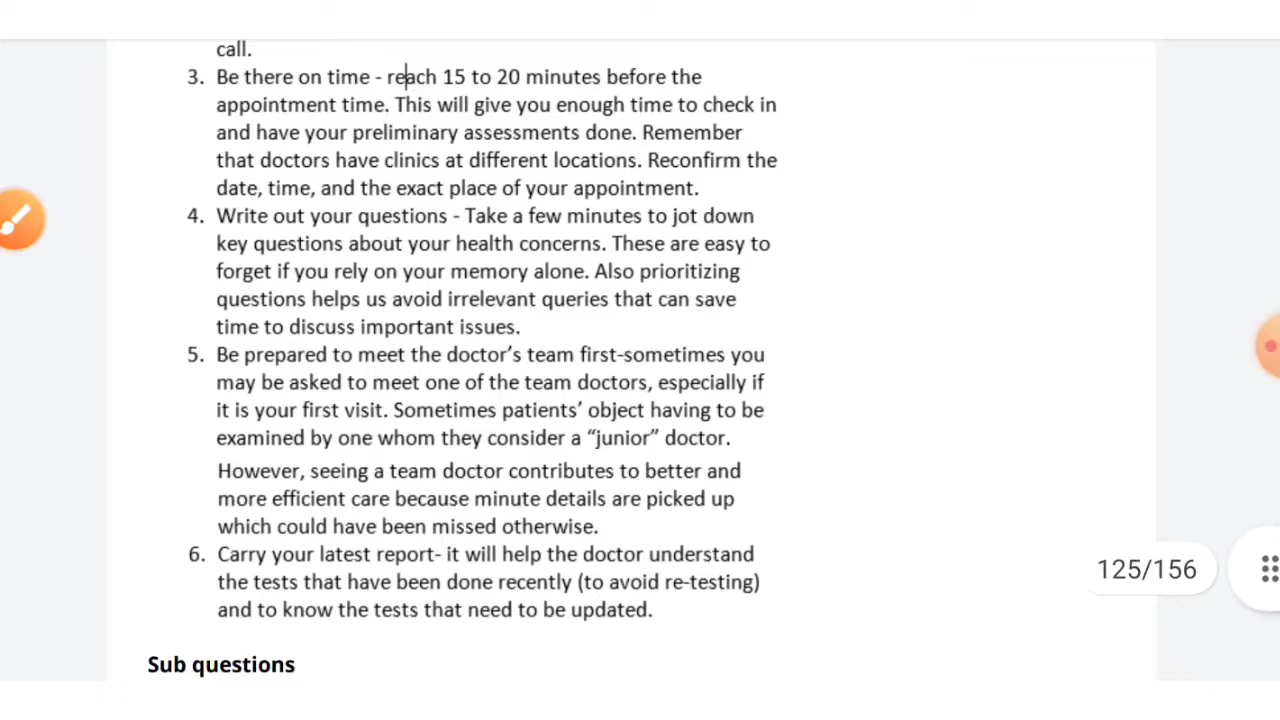 call.
3. Be there on time - reach 15 to 20 minutes before the
appointment time. This will give you enough time to check in
and have your preliminary assessments done. Remember
that doctors have clinics at different locations. Reconfirm the
date, time, and the exact place of your appointment.
4. Write out your questions - Take a few minutes to jot down
key questions about your health concerns. These are easy to
forget if you rely on your memory alone. Also prioritizing
questions helps us avoid irrelevant queries that can save
time to discuss important issues.
5. Be prepared to meet the doctor’s team first-sometimes you
may be asked to meet one of the team doctors, especially if
it is your first visit. Sometimes patients’ object having to be
examined by one whom they consider a “junior” doctor.
However, seeing a team doctor contributes to better and
more efficient care because minute details are picked up
which could have been missed otherwise.
6. Carry your latest report- it will help the doctor understand
the tests that have been done recently (to avoid re-testing)
and to know the tests that need to be updated.
125/156
Sub questions